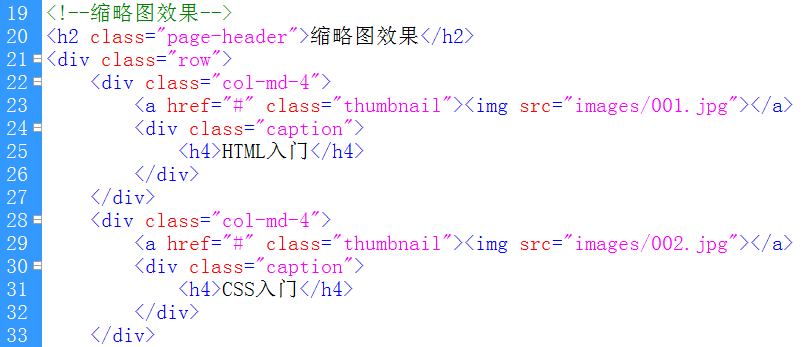 19 <!--缩略图效果-->
20 <h2 class="page-header">缩略图效果</h2>
21 <div class="row">
22     <div class="col-md-4">
23         <a href="#" class="thumbnail"><img src="images/001.jpg"></a>
24         <div class="caption">
25             <h4>HTML入门</h4>
26         </div>
27     </div>
28     <div class="col-md-4">
29         <a href="#" class="thumbnail"><img src="images/002.jpg"></a>
30         <div class="caption">
31             <h4>CSS入门</h4>
32         </div>
33     </div>